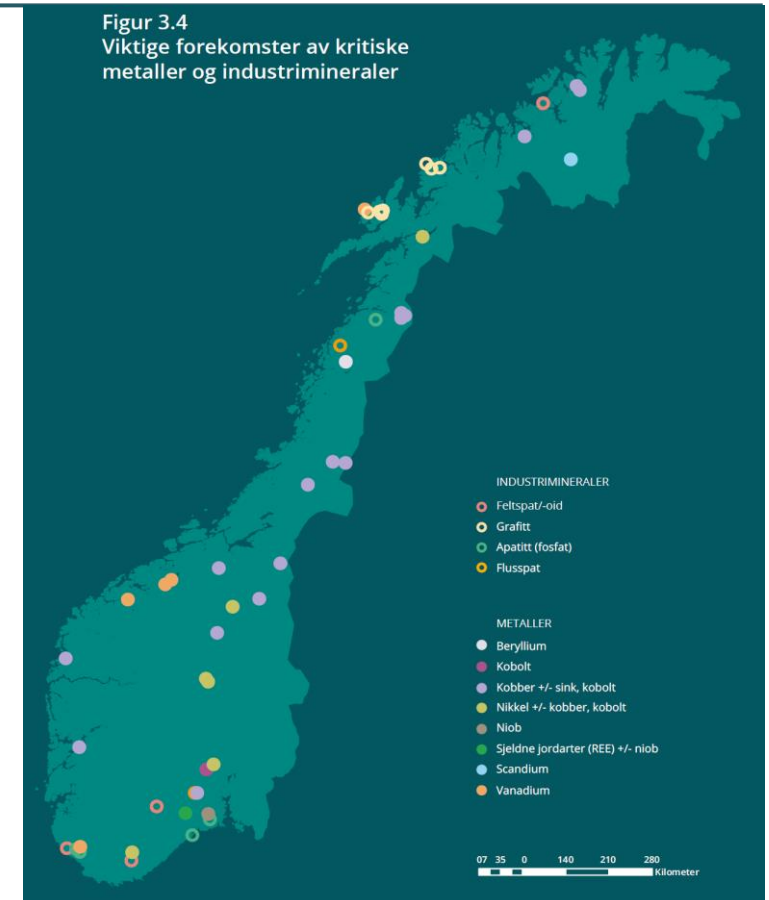 Figur 3.4
Viktige forekomster av kritiske
metaller og industrimineraler
INDUSTRIMINERALER
Feltspat/-oid
Grafitt
Apatitt (fosfat)
Flusspat
METALLER
Beryllium
Kobolt
Kobber +/- sink, kobolt
Nikkel +/- kobber, kobolt
Niob
Sjeldne jordarter (REE) +/- niob
Scandium
Vanadium
07 35 0 140 210 280
Kilometer